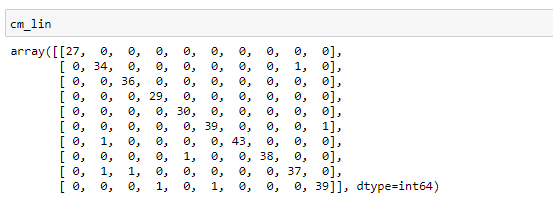 cm_lin
array([[27, 0, 0, 0, 0, 0, 0, 0, 0, 0],
[ 0, 34, 0, 0, 0, 0, 0, 0, 1, 0],
[ 0, 0, 36, 0, 0, 0, 0, 0, 0, 0],
[ 0, 0, 0, 29, 0, 0, 0, 0, 0, 0],
[ 0, 0, 0, 0, 30, 0, 0, 0, 0, 0],
[ 0, 0, 0, 0, 0, 39, 0, 0, 0, 1],
[ 0, 1, 0, 0, 0, 0, 43, 0, 0, 0],
[ 0, 0, 0, 0, 1, 0, 0, 38, 0, 0],
[ 0, 1, 1, 0, 0, 0, 0, 0, 37, 0],
[ 0, 0, 0, 1, 0, 1, 0, 0, 0, 39]], dtype=int64)